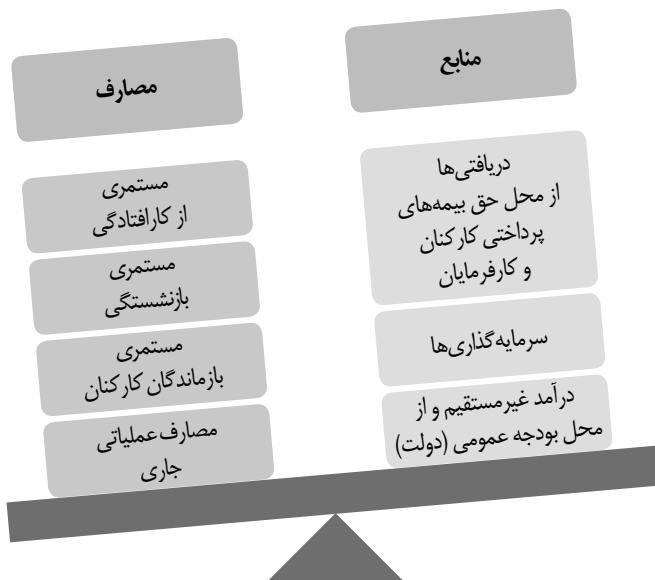 منابع
دریافتی‌ها
از محل حق بیمه‌های
پرداختی کارکنان
و کارفرمایان
سرمایه‌گذاری‌ها
درآمد غیرمستقیم و از
محل بودجه عمومی (دولت)
مصارف
مستمری
از کارافتادگی
مستمری
بازنشستگی
مستمری
بازماندگان کارکنان
مصارف عملیاتی
جاری